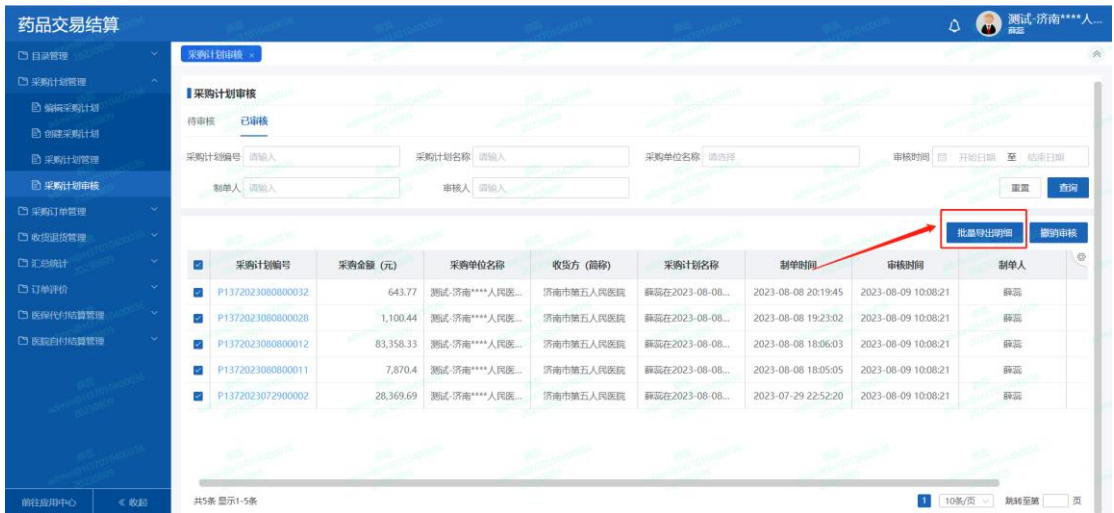 药品交易结算
测试-济南****人...
薛蕊
目录管理
采购计划管理
编辑采购计划
创建采购计划
采购计划管理
采购计划审核
采购订单管理
收货退货管理
汇总统计
订单评价
医保代付结算管理
医院自付结算管理
前往应用中心 收起
采购计划审核 ×
采购计划审核
待审核 已审核
采购计划编号 请输入 采购计划名称 请输入 采购单位名称 请选择 审核时间 开始日期 至 结束日期
制单人 请输入 审核人 请输入 重置 查询
批量导出明细 撤销审核
采购计划编号 采购金额 (元) 采购单位名称 收货方 (简称) 采购计划名称 制单时间 审核时间 制单人
P1372023080800032 643.77 测试-济南****人民医... 济南市第五人民医院 薛蕊在2023-08-08... 2023-08-08 20:19:45 2023-08-09 10:08:21 薛蕊
P1372023080800028 1,100.44 测试-济南****人民医... 济南市第五人民医院 薛蕊在2023-08-08... 2023-08-08 19:23:02 2023-08-09 10:08:21 薛蕊
P1372023080800012 83,358.33 测试-济南****人民医... 济南市第五人民医院 薛蕊在2023-08-08... 2023-08-08 18:06:03 2023-08-09 10:08:21 薛蕊
P1372023080800011 7,870.4 测试-济南****人民医... 济南市第五人民医院 薛蕊在2023-08-08... 2023-08-08 18:05:05 2023-08-09 10:08:21 薛蕊
P1372023072900002 28,369.69 测试-济南****人民医... 济南市第五人民医院 薛蕊在2023-08-08... 2023-07-29 22:52:20 2023-08-09 10:08:21 薛蕊
共5条 显示1-5条 1 10条/页 跳转至第 页